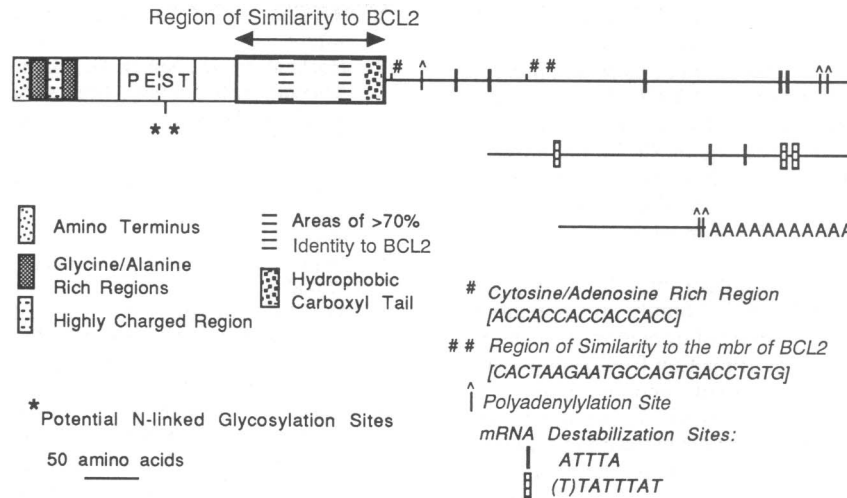 Region of Similarity to BCL2
# ^ # # ^^
PEST
* *
^^
AAAAAAAAAAA
Amino Terminus
Glycine/Alanine
Rich Regions
Highly Charged Region
Areas of >70%
Identity to BCL2
Hydrophobic
Carboxyl Tail
# Cytosine/Adenosine Rich Region
[ACCACCACCACCACC]
# # Region of Similarity to the mbr of BCL2
[CACTAAGAATGCCAGTGACCTGTG]
^ Polyadenylylation Site
mRNA Destabilization Sites:
ATTTA
(T)TATTTAT
*Potential N-linked Glycosylation Sites
50 amino acids